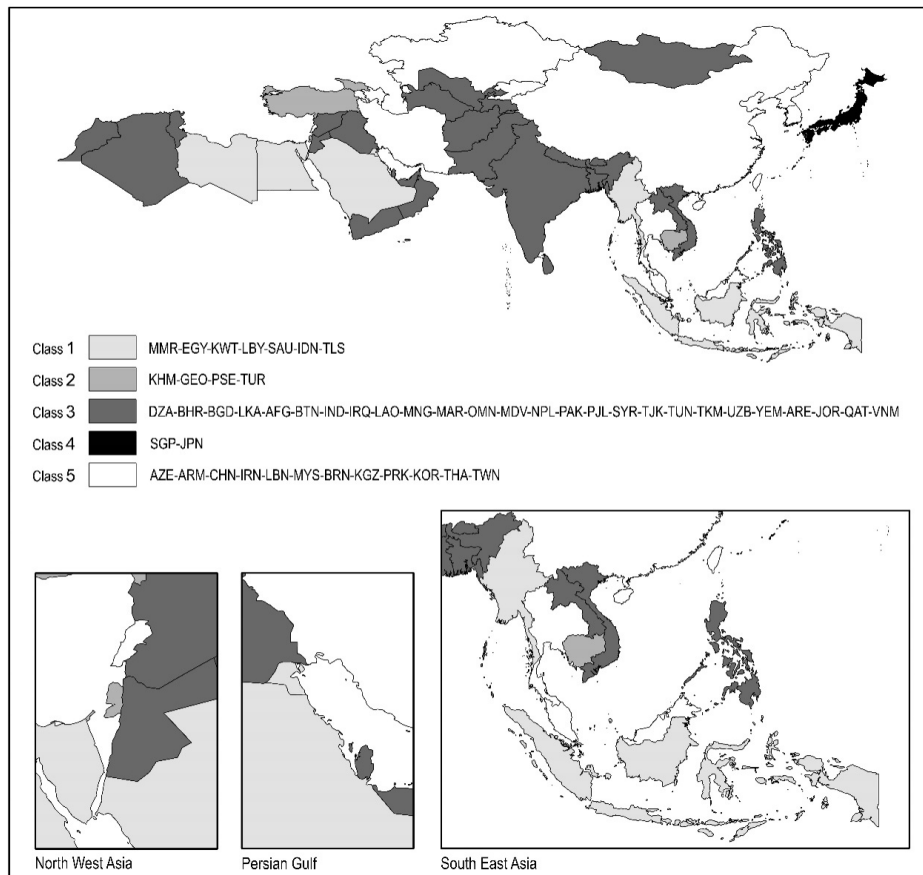 Class 1 MMR-EGY-KWT-LBY-SAU-IDN-TLS
Class 2 KHM-GEO-PSE-TUR
Class 3 DZA-BHR-BGD-LKA-AFG-BTN-IND-IRQ-LAO-MNG-MAR-OMN-MDV-NPL-PAK-PJL-SYR-TJK-TUN-TKM-UZB-YEM-ARE-JOR-QAT-VNM
Class 4 SGP-JPN
Class 5 AZE-ARM-CHN-IRN-LBN-MYS-BRN-KGZ-PRK-KOR-THA-TWN
North West Asia
Persian Gulf
South East Asia